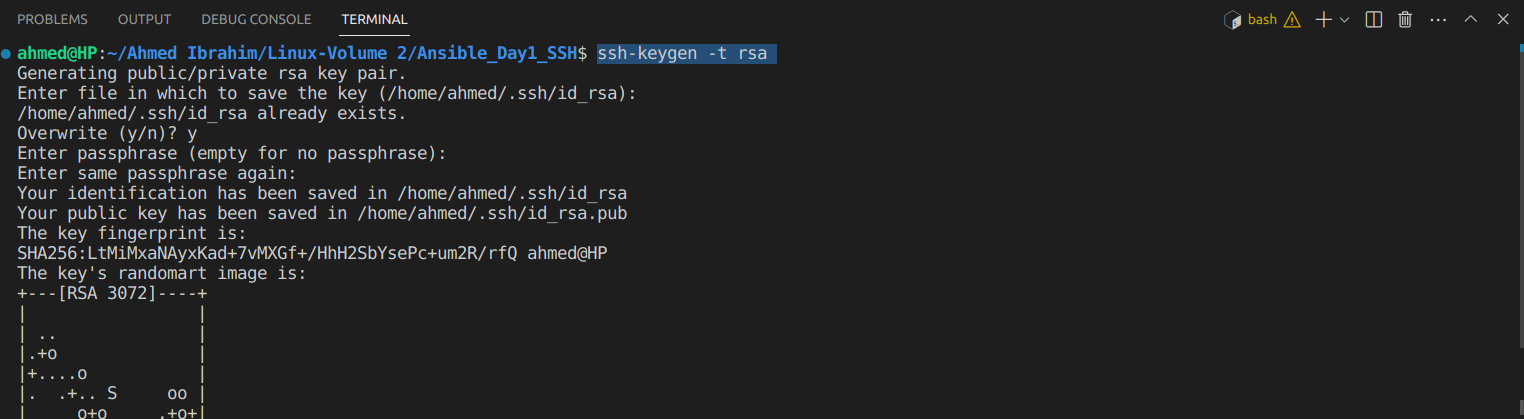 PROBLEMS OUTPUT DEBUG CONSOLE TERMINAL bash
ahmed@HP:~/Ahmed Ibrahim/Linux-Volume 2/Ansible_Day1_SSH$ ssh-keygen -t rsa
Generating public/private rsa key pair.
Enter file in which to save the key (/home/ahmed/.ssh/id_rsa):
/home/ahmed/.ssh/id_rsa already exists.
Overwrite (y/n)? y
Enter passphrase (empty for no passphrase):
Enter same passphrase again:
Your identification has been saved in /home/ahmed/.ssh/id_rsa
Your public key has been saved in /home/ahmed/.ssh/id_rsa.pub
The key fingerprint is:
SHA256:LtMiMxaNAyxKad+7vMXGf+/HhH2SbYsePc+um2R/rfQ ahmed@HP
The key's randomart image is:
+---[RSA 3072]----+
|                 |
| ..              |
|.+o              |
|+....o           |
|.  .+.. S     oo |
|     o+o     .+o+|